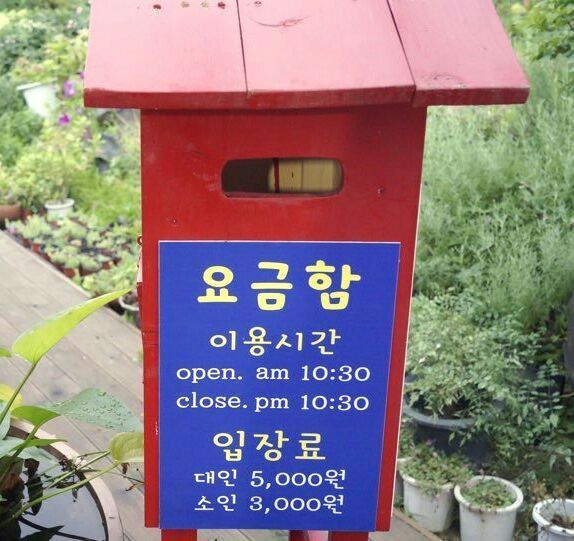 요금함
이용시간
open. am 10:30
close. pm 10:30
입장료
대인 5,000원
소인 3,000원